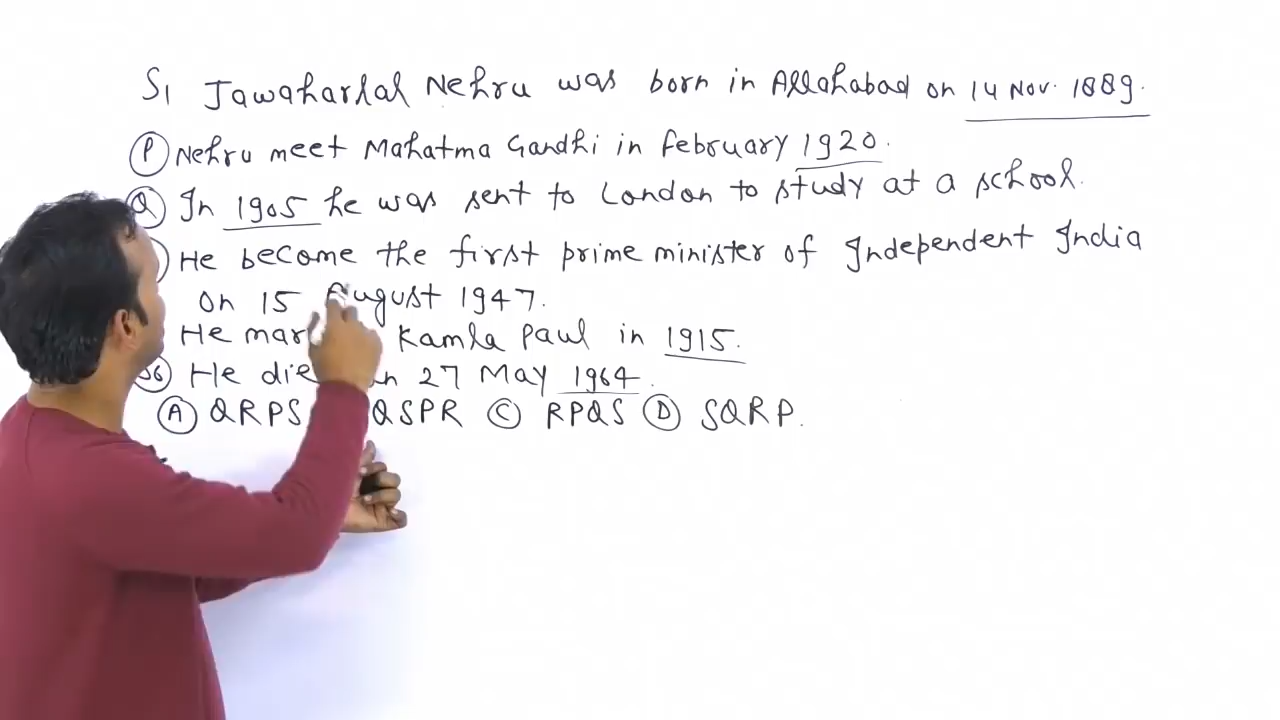 S1 Jawaharlal Nehru was born in Allahabad on 14 Nov. 1889.
P Nehru meet Mahatma Gandhi in February 1920.
Q In 1905 he was sent to London to study at a school.
He become the first prime minister of Independent India
on 15 August 1947.
He Kamla Paul in 1915.
S6 He 27 May 1964.
A QRPS QSPR C RPQS D SQRP.